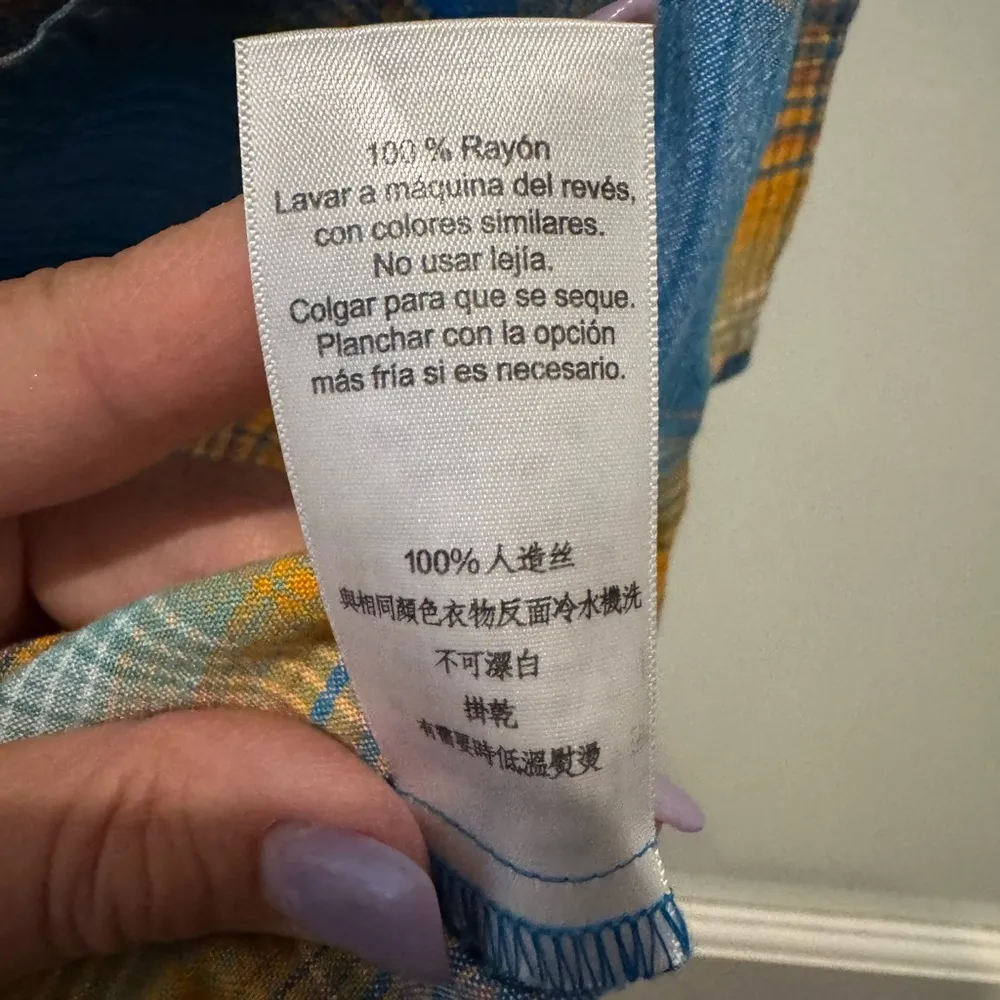 100 % Rayón
Lavar a máquina del revés,
con colores similares.
No usar lejía.
Colgar para que se seque.
Planchar con la opción
más fría si es necesario.
100% 人造丝
與相同顏色衣物反面冷水機洗
不可漂白
掛乾
有需要時低溫熨燙